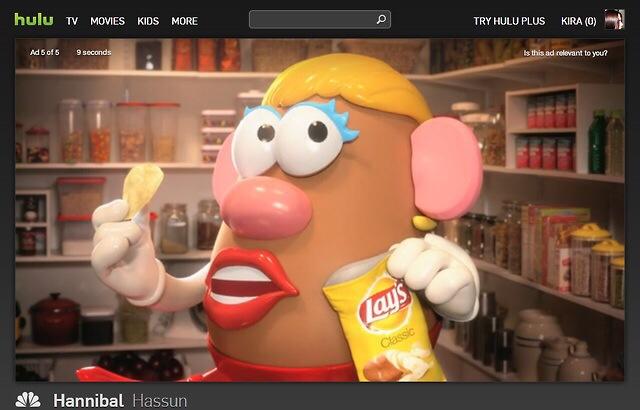 hulu TV MOVIES KIDS MORE TRY HULU PLUS KIRA (0)
Ad 5 of 5 9 seconds Is this ad relevant to you?
Lay's
Classic
Hannibal Hassun